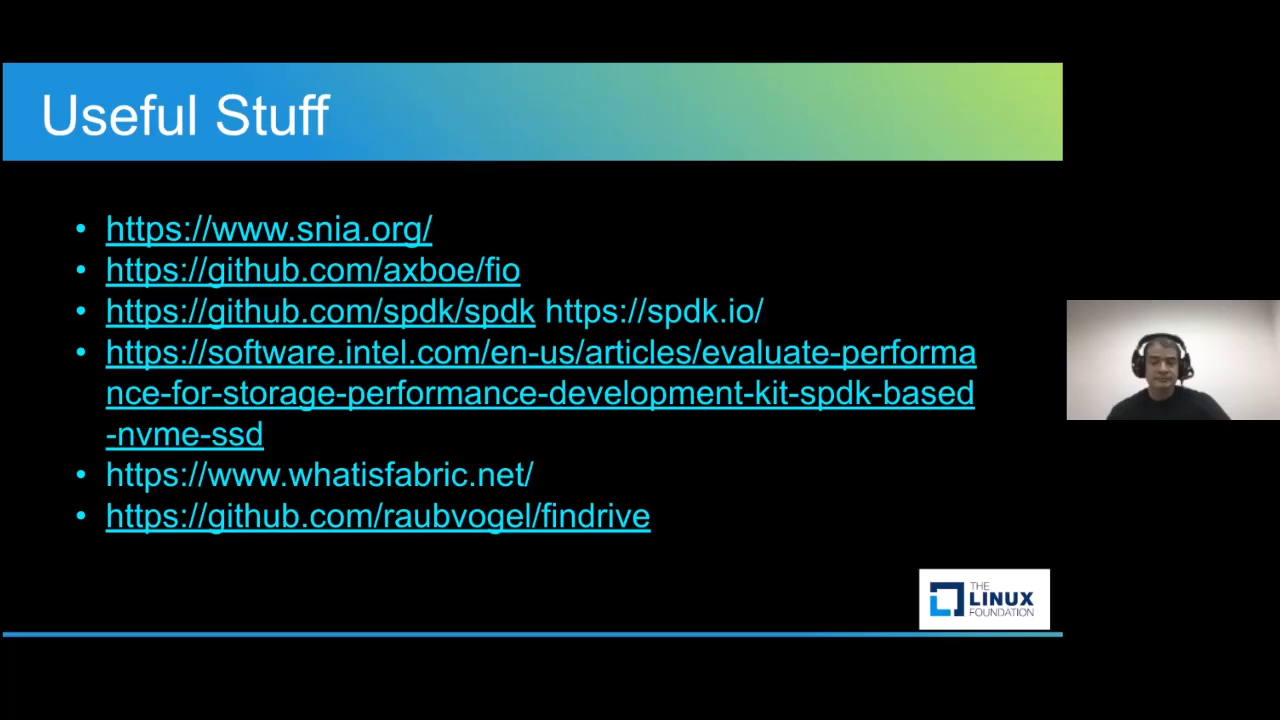 Useful Stuff
• https://www.snia.org/
• https://github.com/axboe/fio
• https://github.com/spdk/spdk https://spdk.io/
• https://software.intel.com/en-us/articles/evaluate-performa
nce-for-storage-performance-development-kit-spdk-based
-nvme-ssd
• https://www.whatisfabric.net/
• https://github.com/raubvogel/findrive
THE
LINUX
FOUNDATION